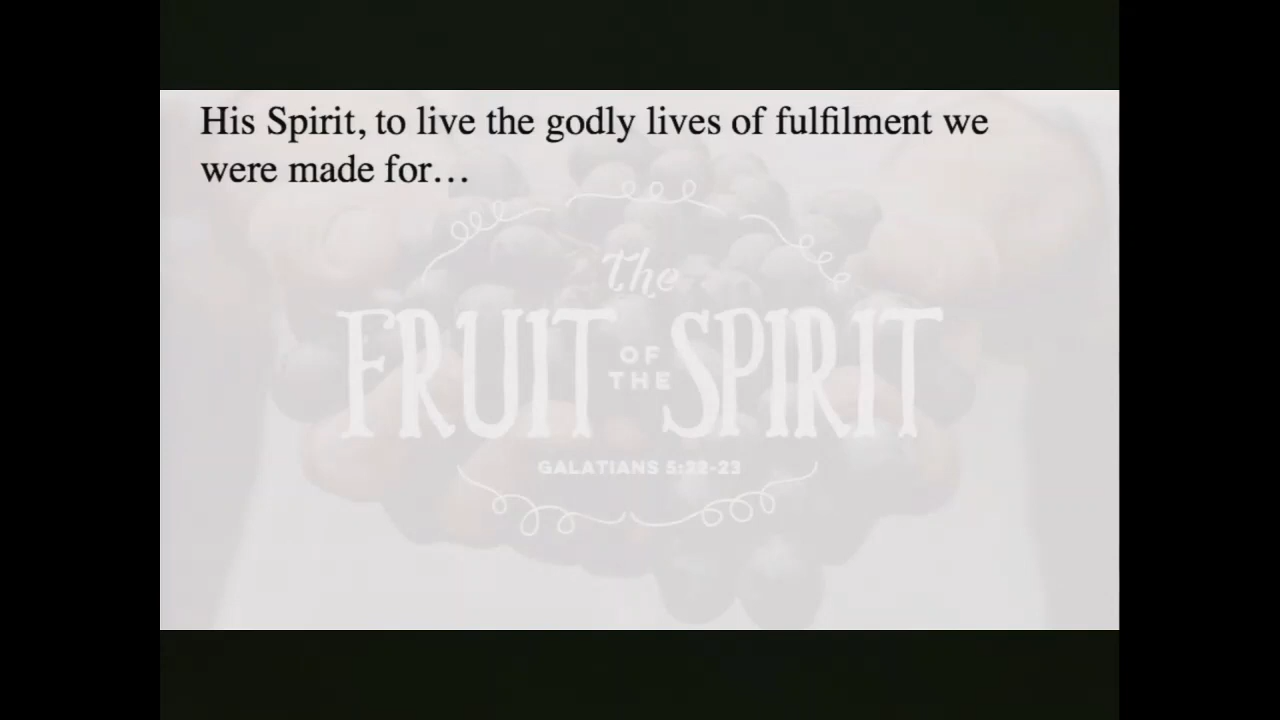 His Spirit, to live the godly lives of fulfilment we
were made for…
the
FRUIT OF THE SPIRIT
GALATIANS 5:22-23